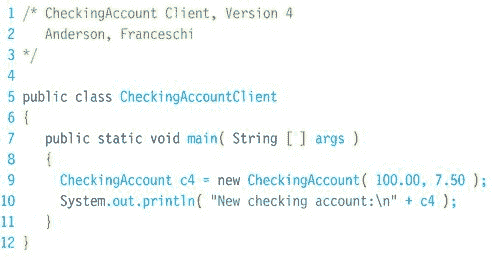 1 /* CheckingAccount Client, Version 4
2    Anderson, Franceschi
3 */
4
5 public class CheckingAccountClient
6 {
7    public static void main( String [ ] args )
8    {
9      CheckingAccount c4 = new CheckingAccount( 100.00, 7.50 );
10     System.out.println( "New checking account:\n" + c4 );
11   }
12 }